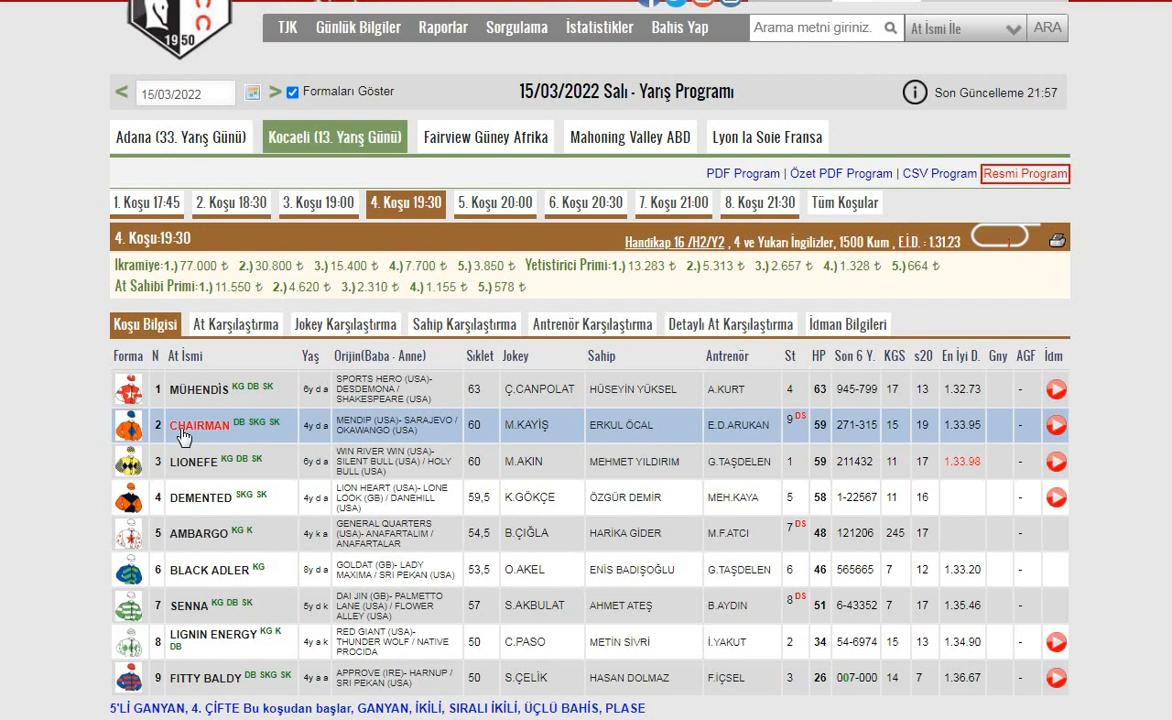 1950
TJK Günlük Bilgiler Raporlar Sorgulama İstatistikler Bahis Yap Arama metni giriniz. At İsmi İle ARA
< 15/03/2022 > Formaları Göster 15/03/2022 Salı - Yarış Programı Son Güncelleme 21:57
Adana (33. Yarış Günü) Kocaeli (13. Yarış Günü) Fairview Güney Afrika Mahoning Valley ABD Lyon la Soie Fransa
PDF Program | Özet PDF Program | CSV Program Resmi Program
1. Koşu 17:45 2. Koşu 18:30 3. Koşu 19:00 4. Koşu 19:30 5. Koşu 20:00 6. Koşu 20:30 7. Koşu 21:00 8. Koşu 21:30 Tüm Koşular
4. Koşu:19:30 Handikap 16 /H2/Y2 , 4 ve Yukarı İngilizler, 1500 Kum , E.İ.D. : 1.31.23
Ikramiye:1.) 77.000 ₺ 2.) 30.800 ₺ 3.) 15.400 ₺ 4.) 7.700 ₺ 5.) 3.850 ₺ Yetistirici Primi:1.) 13.283 ₺ 2.) 5.313 ₺ 3.) 2.657 ₺ 4.) 1.328 ₺ 5.) 664 ₺
At Sahibi Primi:1.) 11.550 ₺ 2.) 4.620 ₺ 3.) 2.310 ₺ 4.) 1.155 ₺ 5.) 578 ₺
Koşu Bilgisi At Karşılaştırma Jokey Karşılaştırma Sahip Karşılaştırma Antrenör Karşılaştırma Detaylı At Karşılaştırma İdman Bilgileri
Forma N At İsmi Yaş Orijin(Baba - Anne) Sıklet Jokey Sahip Antrenör St HP Son 6 Y. KGS s20 En İyi D. Gny AGF İdm
1 MÜHENDİS KG DB SK 6y d a SPORTS HERO (USA)- DESDEMONA / SHAKESPEARE (USA) 63 Ç.CANPOLAT HÜSEYİN YÜKSEL A.KURT 4 63 945-799 17 13 1.32.73 -
2 CHAIRMAN DB SKG SK 4y d a MENDIP (USA)- SARAJEVO / OKAWANGO (USA) 60 M.KAYİŞ ERKUL ÖCAL E.D.ARUKAN 9 DS 59 271-315 15 19 1.33.95 -
3 LIONEFE KG DB SK 6y d a WIN RIVER WIN (USA)- SILENT BULL (USA) / HOLY BULL (USA) 60 M.AKIN MEHMET YILDIRIM G.TAŞDELEN 1 59 211432 11 17 1.33.98 -
4 DEMENTED SKG SK 4y d a LION HEART (USA)- LONE LOOK (GB) / DANEHILL (USA) 59,5 K.GÖKÇE ÖZGÜR DEMİR MEH.KAYA 5 58 1-22567 11 16 -
5 AMBARGO KG K 4y k a GENERAL QUARTERS (USA)- ANAFARTALIM / ANAFARTALAR 54,5 B.ÇIĞLA HARİKA GİDER M.F.ATCI 7 DS 48 121206 245 17 -
6 BLACK ADLER KG 8y d a GOLDAT (GB)- LADY MAXIMA / SRI PEKAN (USA) 53,5 O.AKEL ENİS BADIŞOĞLU G.TAŞDELEN 6 46 565665 7 12 1.33.20 -
7 SENNA KG DB SK 5y d k DAI JIN (GB)- PALMETTO LANE (USA) / FLOWER ALLEY (USA) 57 S.AKBULAT AHMET ATEŞ B.AYDIN 8 DS 51 6-43352 7 17 1.35.46 -
8 LIGNIN ENERGY KG K DB 4y a k RED GIANT (USA)- THUNDER WOLF / NATIVE PROCIDA 50 C.PASO METİN SİVRİ İ.YAKUT 2 34 54-6974 15 13 1.34.90 -
9 FITTY BALDY DB SKG SK 4y a a APPROVE (IRE)- HARNUP / SRI PEKAN (USA) 50 S.ÇELİK HASAN DOLMAZ F.İÇSEL 3 26 007-000 14 7 1.36.67 -
5'Lİ GANYAN, 4. ÇİFTE Bu koşudan başlar, GANYAN, İKİLİ, SIRALI İKİLİ, ÜÇLÜ BAHİS, PLASE